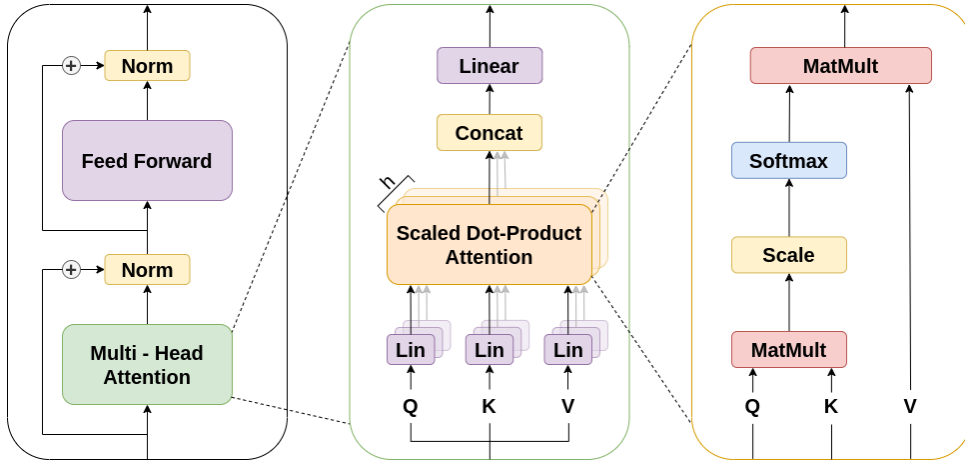 +
Norm
Feed Forward
+
Norm
Multi - Head
Attention
Linear
Concat
h
Scaled Dot-Product
Attention
Lin Lin Lin
Q K V
MatMult
Softmax
Scale
MatMult
Q K V